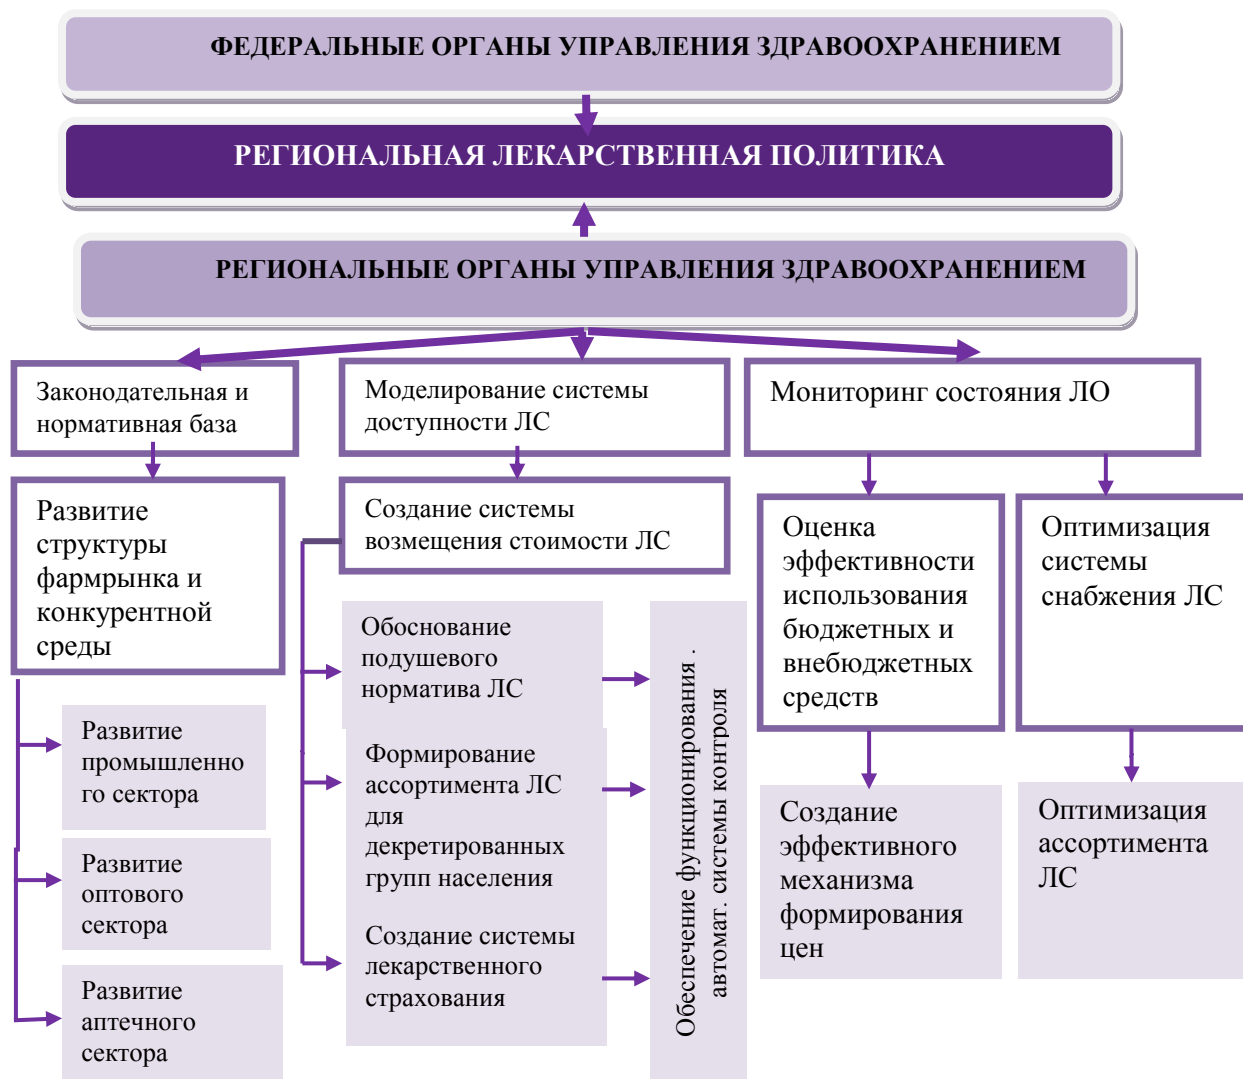 ФЕДЕРАЛЬНЫЕ ОРГАНЫ УПРАВЛЕНИЯ ЗДРАВООХРАНЕНИЕМ
РЕГИОНАЛЬНАЯ ЛЕКАРСТВЕННАЯ ПОЛИТИКА
РЕГИОНАЛЬНЫЕ ОРГАНЫ УПРАВЛЕНИЯ ЗДРАВООХРАНЕНИЕМ
Законодательная и
нормативная база
Развитие
структуры
фармрынка и
конкурентной
среды
Развитие
промышленно
го сектора
Развитие
оптового
сектора
Развитие
аптечного
сектора
Моделирование системы
доступности ЛС
Создание системы
возмещения стоимости ЛС
Обоснование
подушевого
норматива ЛС
Формирование
ассортимента ЛС
для
декретированных
групп населения
Создание системы
лекарственного
страхования
Обеспечение функционирования .
автомат. системы контроля
Мониторинг состояния ЛО
Оценка
эффективности
использования
бюджетных и
внебюджетных
средств
Создание
эффективного
механизма
формирования
цен
Оптимизация
системы
снабжения ЛС
Оптимизация
ассортимента
ЛС